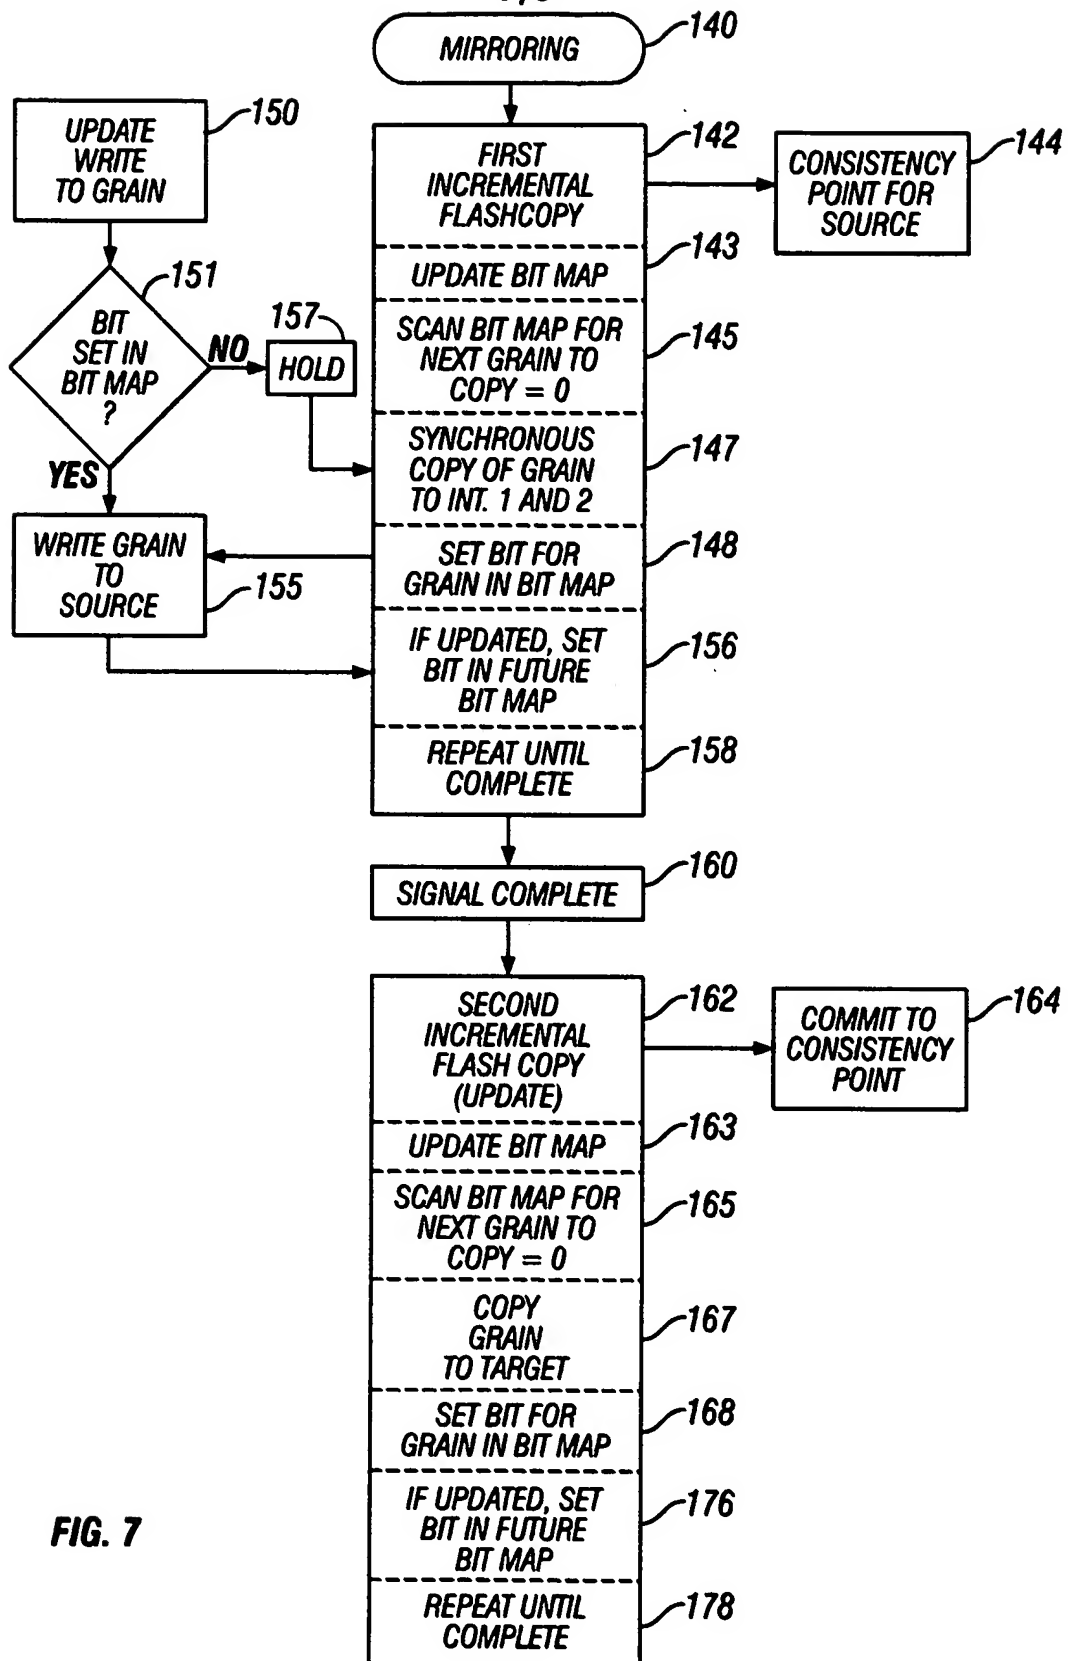 MIRRORING
140
UPDATE
WRITE
TO GRAIN
150
FIRST
INCREMENTAL
FLASHCOPY
142
CONSISTENCY
POINT FOR
SOURCE
144
UPDATE BIT MAP
143
BIT
SET IN
BIT MAP
?
151
NO
157
HOLD
SCAN BIT MAP FOR
NEXT GRAIN TO
COPY = 0
145
YES
SYNCHRONOUS
COPY OF GRAIN
TO INT. 1 AND 2
147
WRITE GRAIN
TO
SOURCE
155
SET BIT FOR
GRAIN IN BIT MAP
148
IF UPDATED, SET
BIT IN FUTURE
BIT MAP
156
REPEAT UNTIL
COMPLETE
158
SIGNAL COMPLETE
160
SECOND
INCREMENTAL
FLASH COPY
(UPDATE)
162
COMMIT TO
CONSISTENCY
POINT
164
UPDATE BIT MAP
163
SCAN BIT MAP FOR
NEXT GRAIN TO
COPY = 0
165
COPY
GRAIN
TO TARGET
167
SET BIT FOR
GRAIN IN BIT MAP
168
IF UPDATED, SET
BIT IN FUTURE
BIT MAP
176
REPEAT UNTIL
COMPLETE
178
FIG. 7